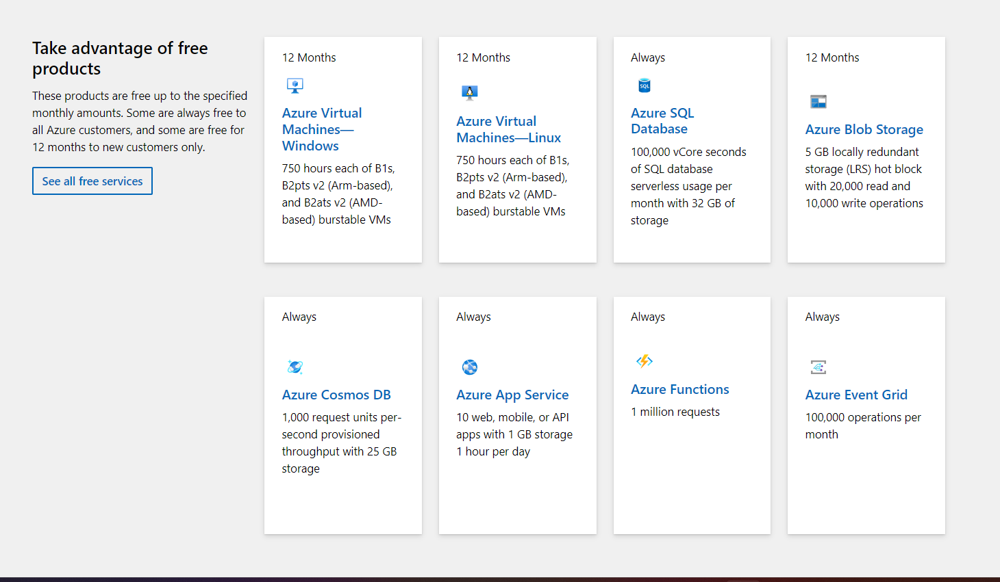 Take advantage of free
products
These products are free up to the specified
monthly amounts. Some are always free to
all Azure customers, and some are free for
12 months to new customers only.
See all free services
12 Months
Azure Virtual
Machines—
Windows
750 hours each of B1s,
B2pts v2 (Arm-based),
and B2ats v2 (AMD-
based) burstable VMs
12 Months
Azure Virtual
Machines—Linux
750 hours each of B1s,
B2pts v2 (Arm-based),
and B2ats v2 (AMD-
based) burstable VMs
Always
SQL
Azure SQL
Database
100,000 vCore seconds
of SQL database
serverless usage per
month with 32 GB of
storage
12 Months
Azure Blob Storage
5 GB locally redundant
storage (LRS) hot block
with 20,000 read and
10,000 write operations
Always
Azure Cosmos DB
1,000 request units per-
second provisioned
throughput with 25 GB
storage
Always
Azure App Service
10 web, mobile, or API
apps with 1 GB storage
1 hour per day
Always
Azure Functions
1 million requests
Always
Azure Event Grid
100,000 operations per
month